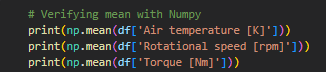 # Verifying mean with Numpy
print(np.mean(df['Air temperature [K]']))
print(np.mean(df['Rotational speed [rpm]']))
print(np.mean(df['Torque [Nm]']))